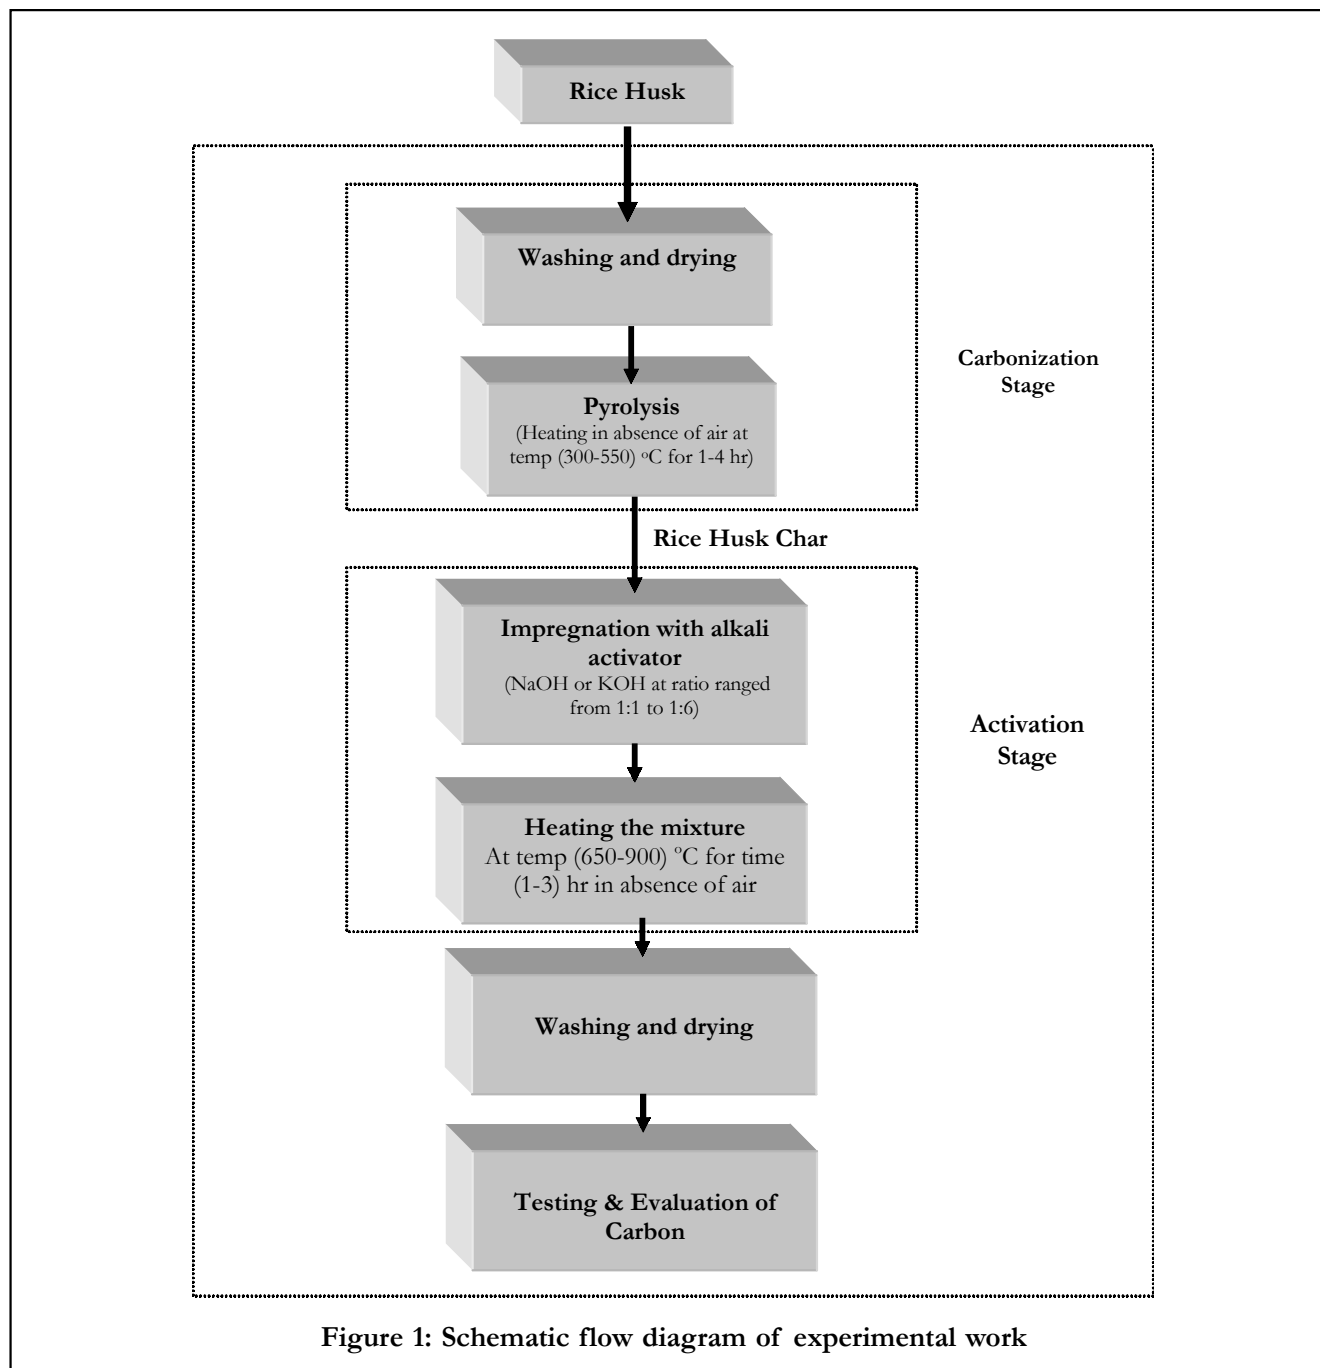 Rice Husk
Washing and drying
Carbonization
Stage
Pyrolysis
(Heating in absence of air at
temp (300-550) °C for 1-4 hr)
Rice Husk Char
Impregnation with alkali
activator
(NaOH or KOH at ratio ranged
from 1:1 to 1:6)
Activation
Stage
Heating the mixture
At temp (650-900) °C for time
(1-3) hr in absence of air
Washing and drying
Testing & Evaluation of
Carbon
Figure 1: Schematic flow diagram of experimental work